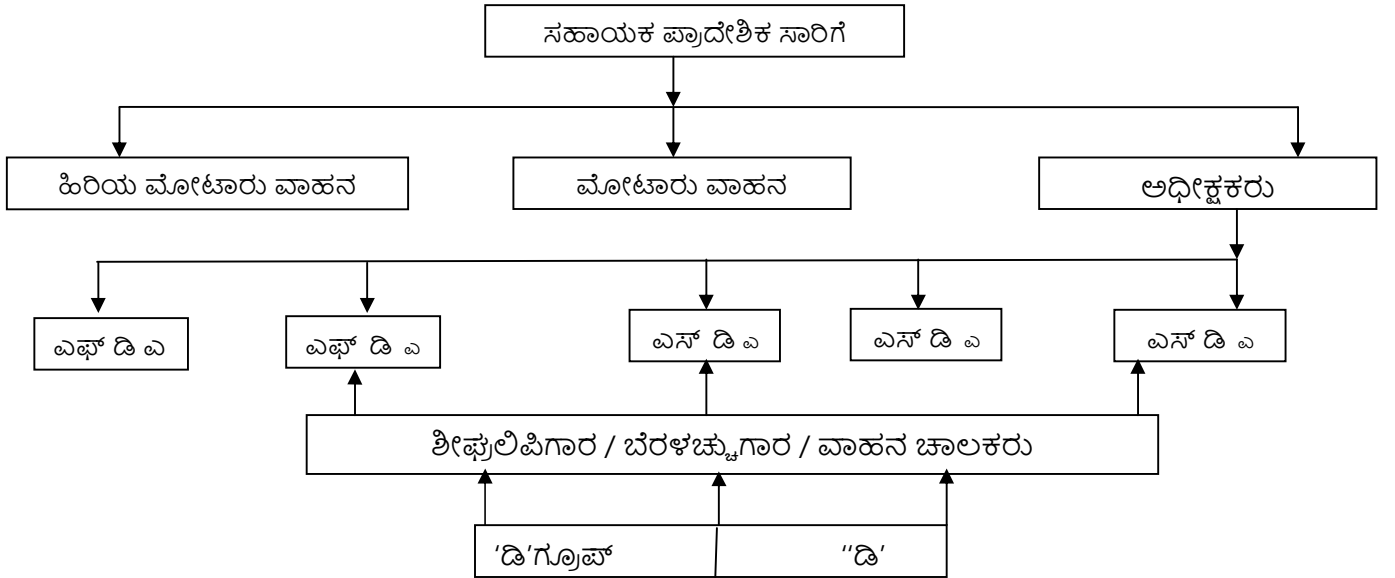 ಸಹಾಯಕ ಪ್ರಾದೇಶಿಕ ಸಾರಿಗೆ
ಹಿರಿಯ ಮೋಟಾರು ವಾಹನ
ಮೋಟಾರು ವಾಹನ
ಅಧೀಕ್ಷಕರು
ಎಫ್ ಡಿ ಎ
ಎಫ್ ಡಿ ಎ
ಎಸ್ ಡಿ ಎ
ಎಸ್ ಡಿ ಎ
ಎಸ್ ಡಿ ಎ
ಶೀಘ್ರಲಿಪಿಗಾರ / ಬೆರಳಚ್ಚುಗಾರ / ವಾಹನ ಚಾಲಕರು
'ಡಿ'ಗ್ರೂಪ್
''ಡಿ'